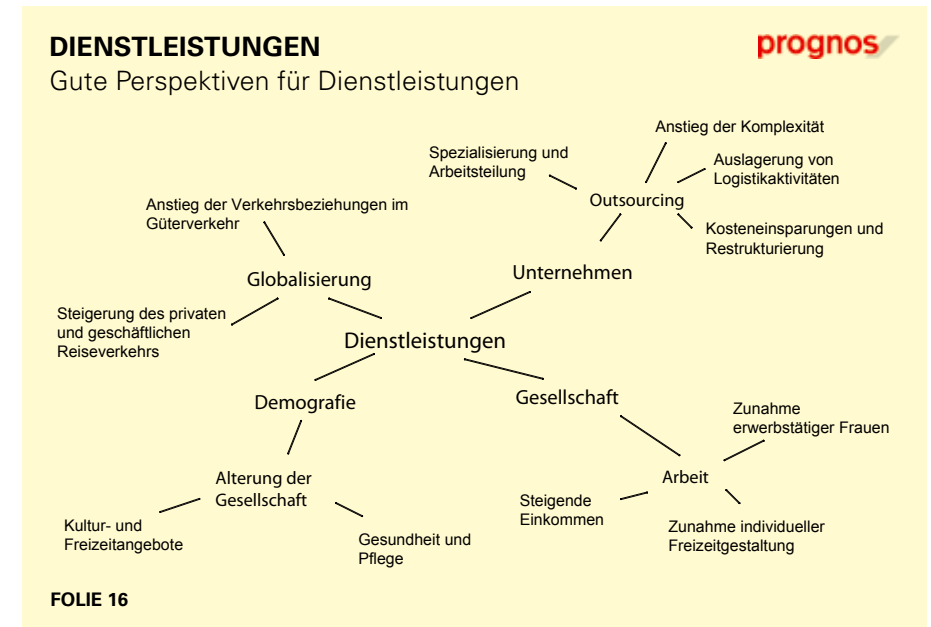 DIENSTLEISTUNGEN
prognos
Gute Perspektiven für Dienstleistungen
Anstieg der Komplexität
Spezialisierung und
Arbeitsteilung
Auslagerung von
Logistikaktivitäten
Outsourcing
Kosteneinsparungen und
Restrukturierung
Anstieg der Verkehrsbeziehungen im
Güterverkehr
Unternehmen
Globalisierung
Steigerung des privaten
und geschäftlichen
Reiseverkehrs
Dienstleistungen
Demografie
Gesellschaft
Zunahme
erwerbstätiger Frauen
Arbeit
Alterung der
Gesellschaft
Steigende
Einkommen
Zunahme individueller
Freizeitgestaltung
Kultur- und
Freizeitangebote
Gesundheit und
Pflege
FOLIE 16